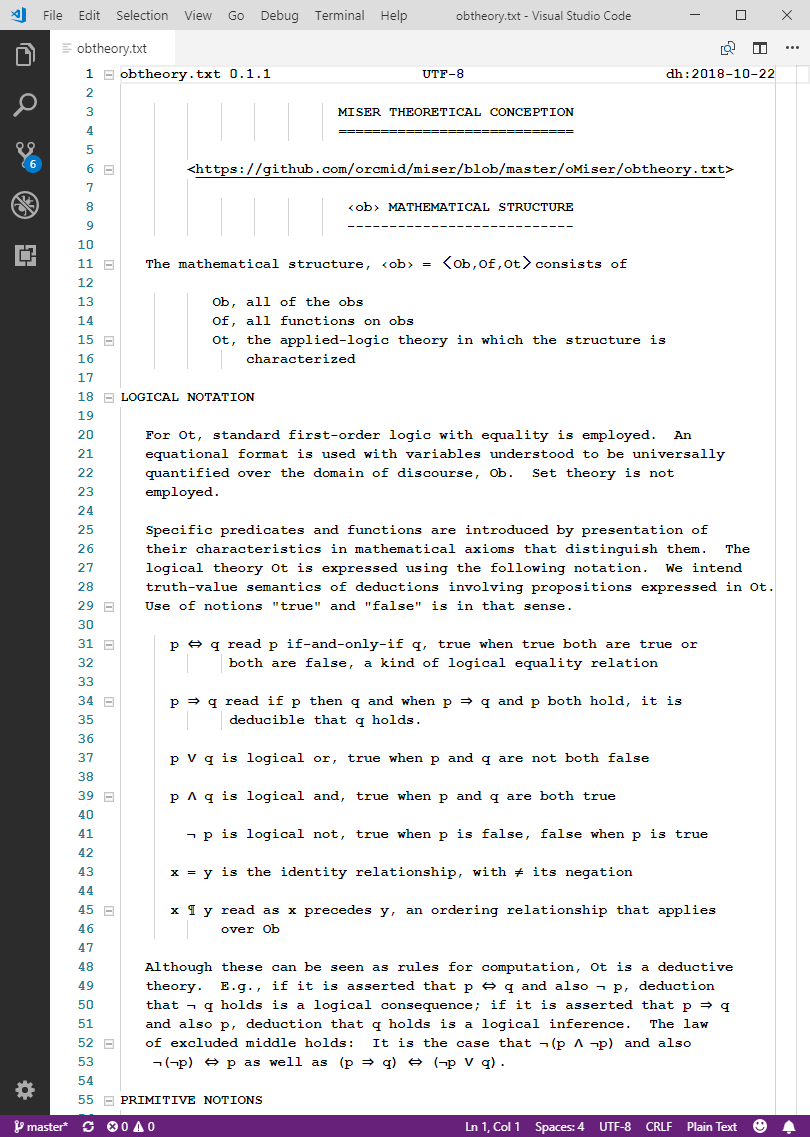 File Edit Selection View Go Debug Terminal Help obtheory.txt - Visual Studio Code
obtheory.txt
1 obtheory.txt 0.1.1 UTF-8 dh:2018-10-22
2
3 MISER THEORETICAL CONCEPTION
4 ============================
5
6 <https://github.com/orcmid/miser/blob/master/oMiser/obtheory.txt>
7
8 ‹ob› MATHEMATICAL STRUCTURE
9 ---------------------------
10
11 The mathematical structure, ‹ob› = 〈Ob,Of,Ot〉consists of
12
13 Ob, all of the obs
14 Of, all functions on obs
15 Ot, the applied-logic theory in which the structure is
16 characterized
17
18 LOGICAL NOTATION
19
20 For Ot, standard first-order logic with equality is employed. An
21 equational format is used with variables understood to be universally
22 quantified over the domain of discourse, Ob. Set theory is not
23 employed.
24
25 Specific predicates and functions are introduced by presentation of
26 their characteristics in mathematical axioms that distinguish them. The
27 logical theory Ot is expressed using the following notation. We intend
28 truth-value semantics of deductions involving propositions expressed in Ot.
29 Use of notions "true" and "false" is in that sense.
30
31 p ⇔ q read p if-and-only-if q, true when true both are true or
32 both are false, a kind of logical equality relation
33
34 p ⇒ q read if p then q and when p ⇒ q and p both hold, it is
35 deducible that q holds.
36
37 p ∨ q is logical or, true when p and q are not both false
38
39 p ∧ q is logical and, true when p and q are both true
40
41 ¬ p is logical not, true when p is false, false when p is true
42
43 x = y is the identity relationship, with ≠ its negation
44
45 x ¶ y read as x precedes y, an ordering relationship that applies
46 over Ob
47
48 Although these can be seen as rules for computation, Ot is a deductive
49 theory. E.g., if it is asserted that p ⇔ q and also ¬ p, deduction
50 that ¬ q holds is a logical consequence; if it is asserted that p ⇒ q
51 and also p, deduction that q holds is a logical inference. The law
52 of excluded middle holds: It is the case that ¬(p ∧ ¬p) and also
53 ¬(¬p) ⇔ p as well as (p ⇒ q) ⇔ (¬p ∨ q).
54
55 PRIMITIVE NOTIONS
6
master* 0 0 Ln 1, Col 1 Spaces: 4 UTF-8 CRLF Plain Text